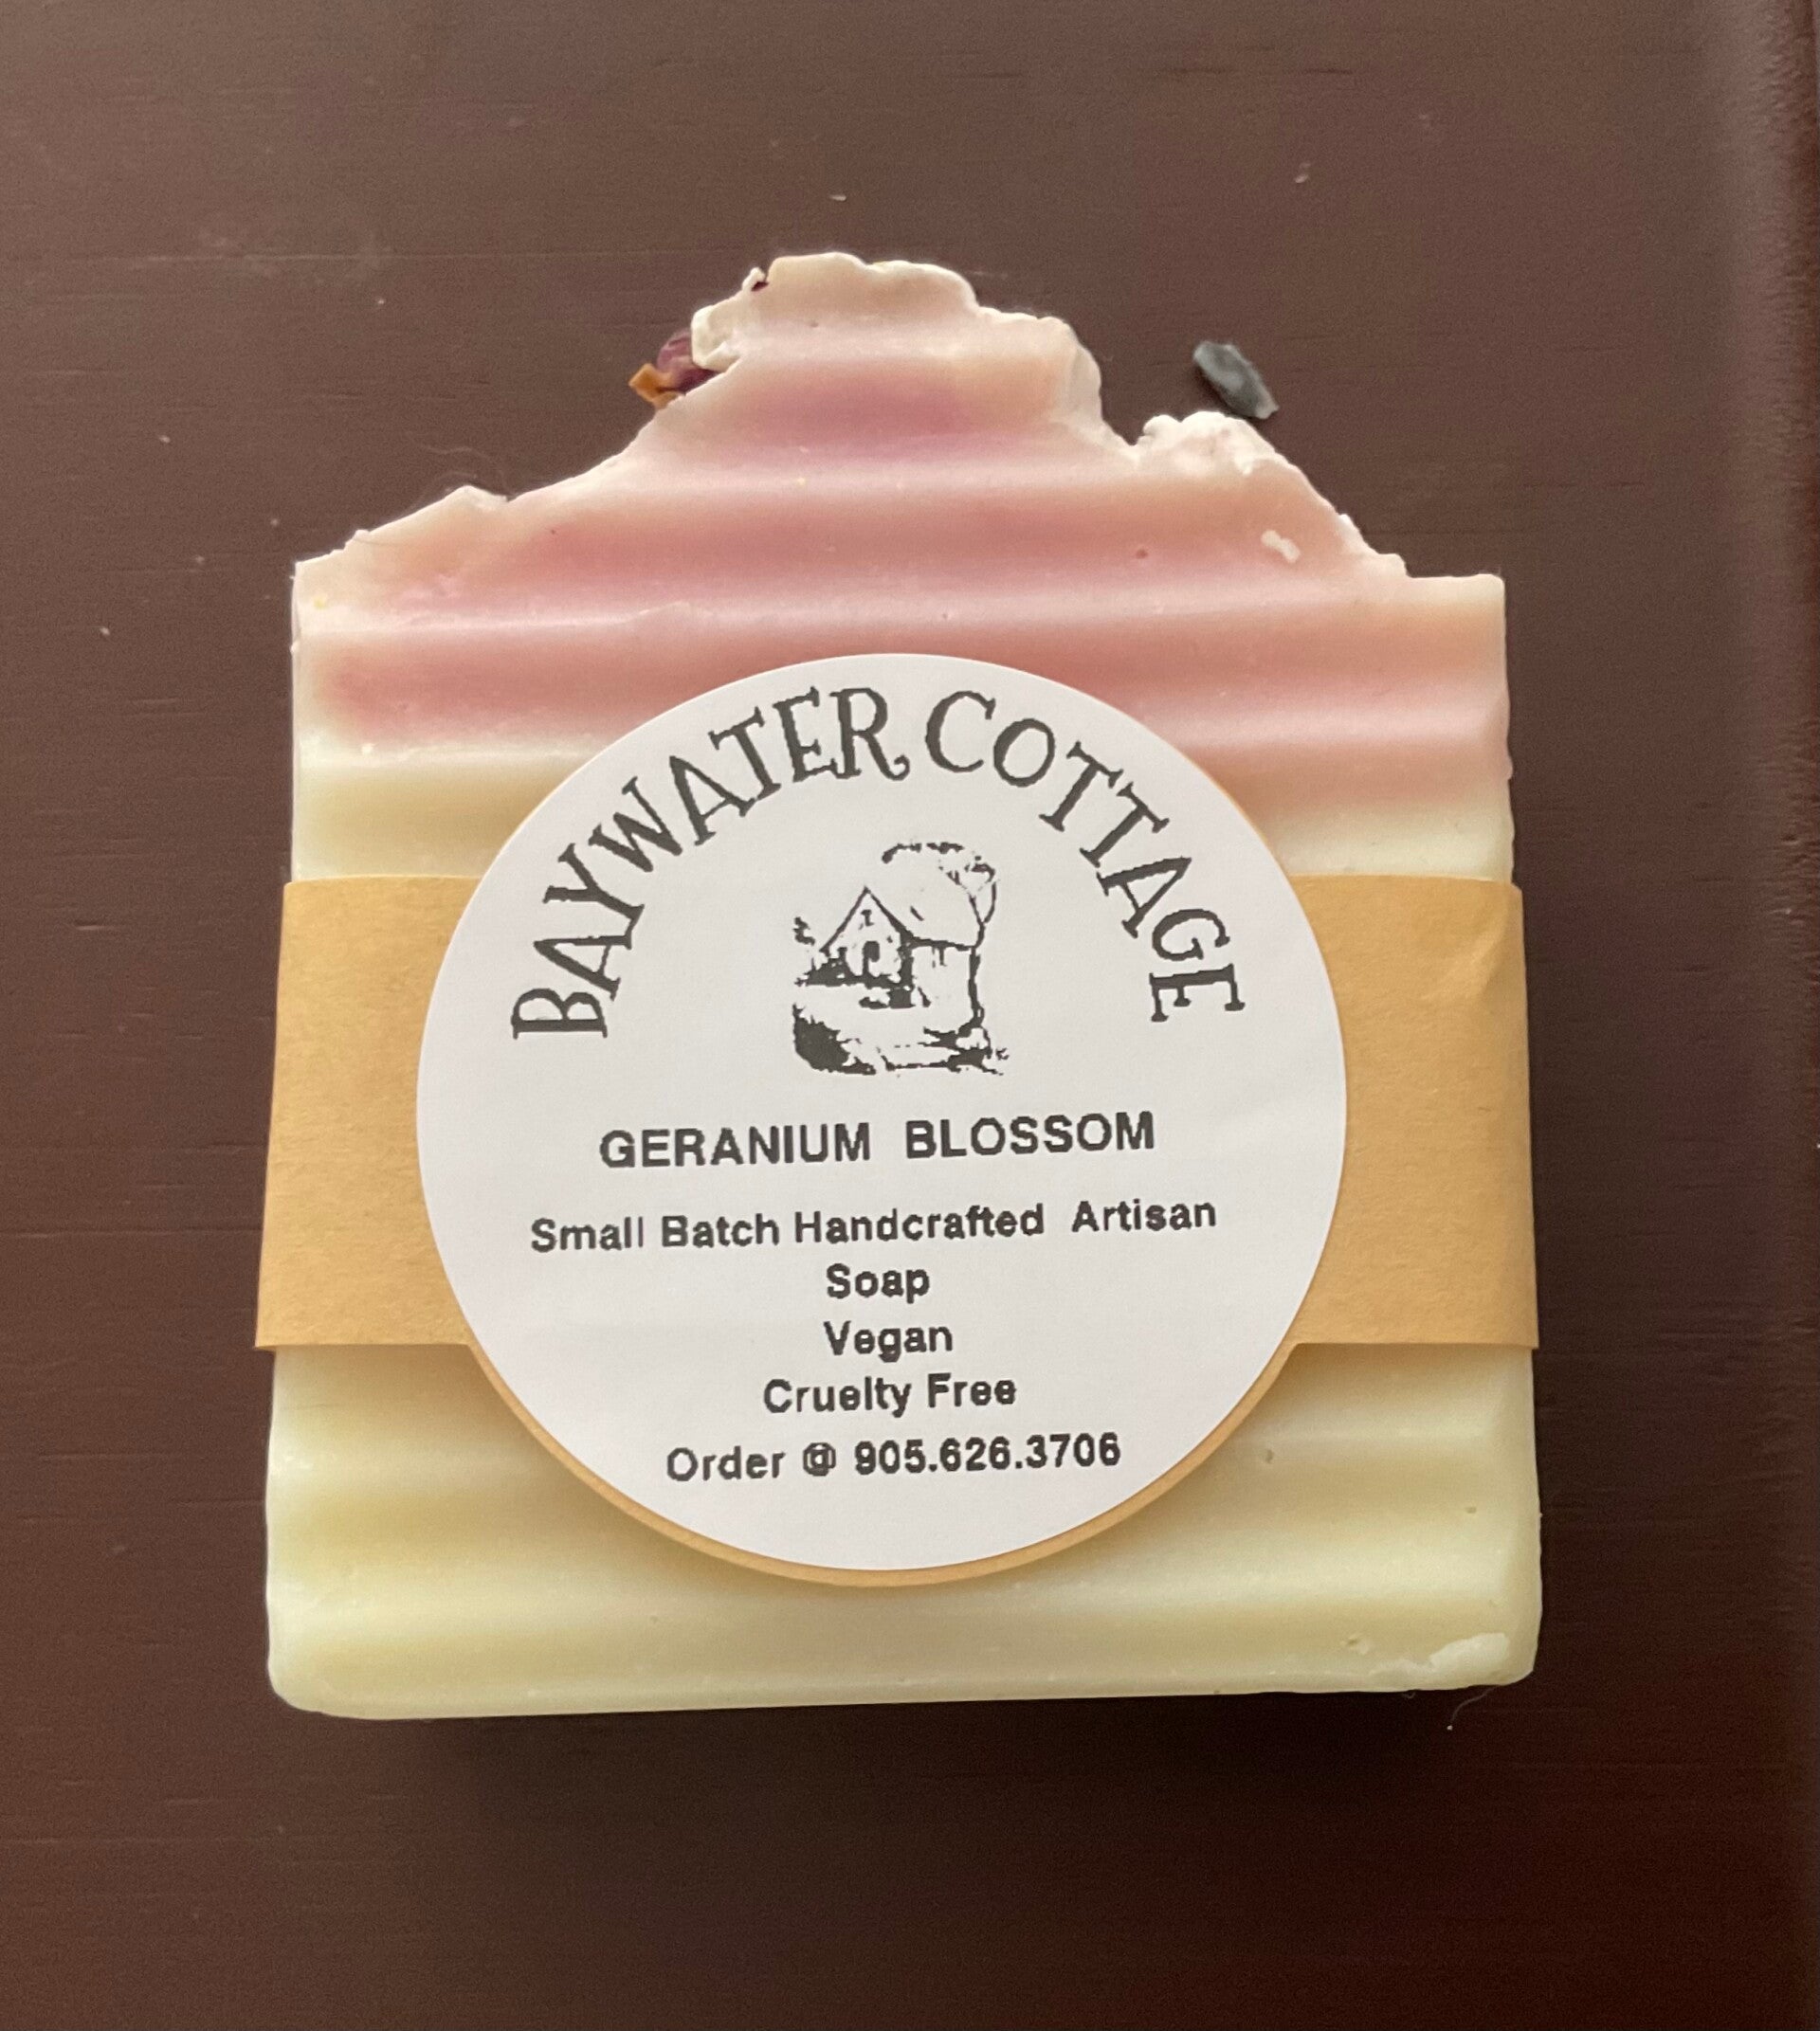 BAYWATER COTTAGE
GERANIUM BLOSSOM
Small Batch Handcrafted Artisan
Soap
Vegan
Cruelty Free
Order @ 905.626.3706